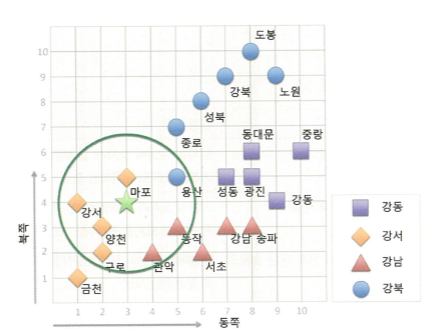 도봉
10
9
강북
노원
8
성북
7
종로
동대문
중랑
6
5
마포
용산
성동
광진
4
강서
강동
3
양천
동작
강남
송파
2
구로
관악
서초
1
금천
1 2 3 4 5 6 7 8 9 10
북쪽
동쪽
강동
강서
강남
강북